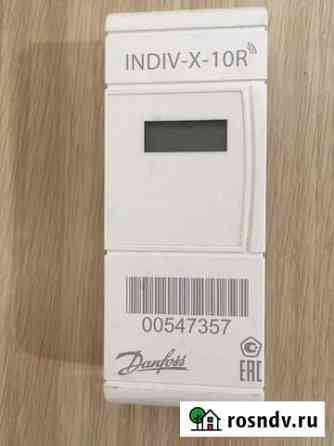 INDIV-X-10R
00547357
Danfoss
EAC
rosndv.ru